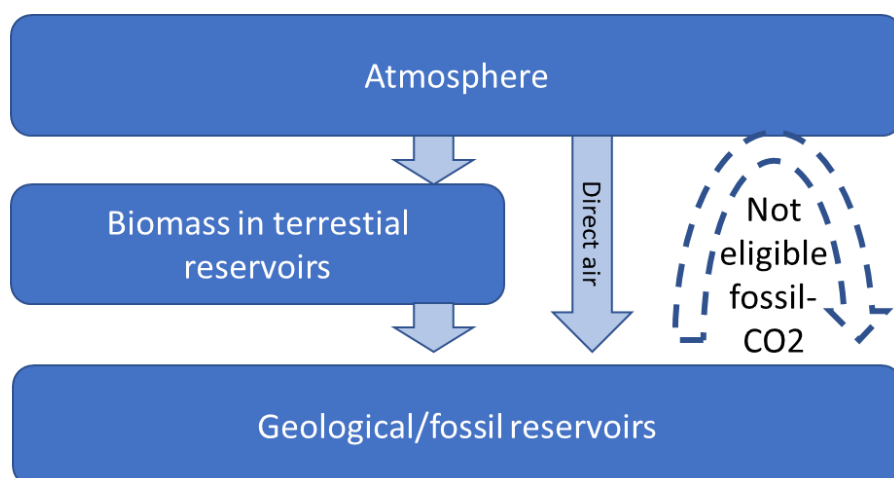 Atmosphere
Biomass in terrestial
reservoirs
Direct air
Not
eligible
fossil-
CO2
Geological/fossil reservoirs